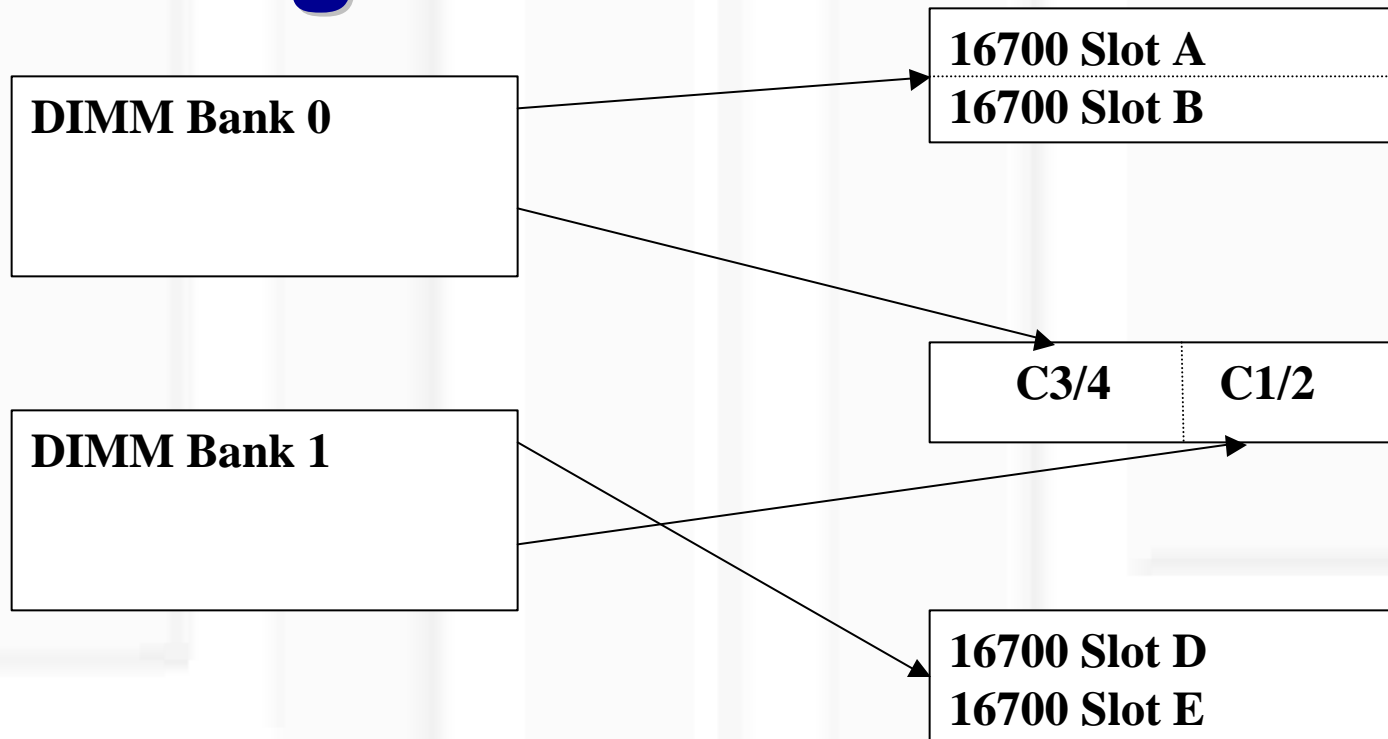 16700 Slot A
DIMM Bank 0
16700 Slot B
C3/4 C1/2
DIMM Bank 1
16700 Slot D
16700 Slot E